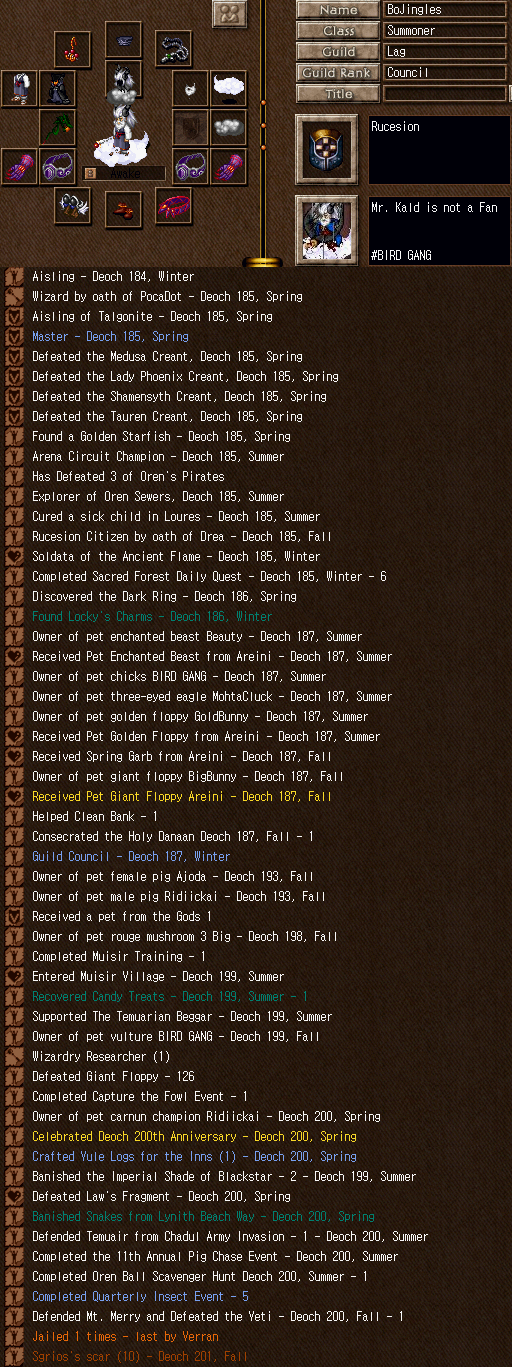 Name BoJingles
Class Summoner
Guild Lag
Guild Rank Council
Title
Rucesion
Awake
Mr. Kald is not a Fan
#BIRD GANG
Aisling - Deoch 184, Winter
Wizard by oath of PocaDot - Deoch 185, Spring
Aisling of Talgonite - Deoch 185, Spring
Master - Deoch 185, Spring
Defeated the Medusa Creant, Deoch 185, Spring
Defeated the Lady Phoenix Creant, Deoch 185, Spring
Defeated the Shamensyth Creant, Deoch 185, Spring
Defeated the Tauren Creant, Deoch 185, Spring
Found a Golden Starfish - Deoch 185, Spring
Arena Circuit Champion - Deoch 185, Summer
Has Defeated 3 of Oren's Pirates
Explorer of Oren Sewers, Deoch 185, Summer
Cured a sick child in Loures - Deoch 185, Summer
Rucesion Citizen by oath of Drea - Deoch 185, Fall
Soldata of the Ancient Flame - Deoch 185, Winter
Completed Sacred Forest Daily Quest - Deoch 185, Winter - 6
Discovered the Dark Ring - Deoch 186, Spring
Found Locky's Charms - Deoch 186, Winter
Owner of pet enchanted beast Beauty - Deoch 187, Summer
Received Pet Enchanted Beast from Areini - Deoch 187, Summer
Owner of pet chicks BIRD GANG - Deoch 187, Summer
Owner of pet three-eyed eagle MohtaCluck - Deoch 187, Summer
Owner of pet golden floppy GoldBunny - Deoch 187, Summer
Received Pet Golden Floppy from Areini - Deoch 187, Summer
Received Spring Garb from Areini - Deoch 187, Fall
Owner of pet giant floppy BigBunny - Deoch 187, Fall
Received Pet Giant Floppy Areini - Deoch 187, Fall
Helped Clean Bank - 1
Consecrated the Holy Danaan Deoch 187, Fall - 1
Guild Council - Deoch 187, Winter
Owner of pet female pig Ajoda - Deoch 193, Fall
Owner of pet male pig Ridiickai - Deoch 193, Fall
Received a pet from the Gods 1
Owner of pet rouge mushroom 3 Big - Deoch 198, Fall
Completed Muisir Training - 1
Entered Muisir Village - Deoch 199, Summer
Recovered Candy Treats - Deoch 199, Summer - 1
Supported The Temuarian Beggar - Deoch 199, Summer
Owner of pet vulture BIRD GANG - Deoch 199, Fall
Wizardry Researcher (1)
Defeated Giant Floppy - 126
Completed Capture the Fowl Event - 1
Owner of pet carnun champion Ridiickai - Deoch 200, Spring
Celebrated Deoch 200th Anniversary - Deoch 200, Spring
Crafted Yule Logs for the Inns (1) - Deoch 200, Spring
Banished the Imperial Shade of Blackstar - 2 - Deoch 199, Summer
Defeated Law's Fragment - Deoch 200, Spring
Banished Snakes from Lynith Beach Way - Deoch 200, Spring
Defended Temuair from Chadul Army Invasion - 1 - Deoch 200, Summer
Completed the 11th Annual Pig Chase Event - Deoch 200, Summer
Completed Oren Ball Scavenger Hunt Deoch 200, Summer - 1
Completed Quarterly Insect Event - 5
Defended Mt. Merry and Defeated the Yeti - Deoch 200, Fall - 1
Jailed 1 times - last by Verran
Sgrios's scar (10) - Deoch 201, Fall